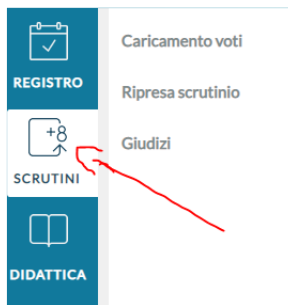 REGISTRO
+8
SCRUTINI
DIDATTICA
Caricamento voti
Ripresa scrutinio
Giudizi